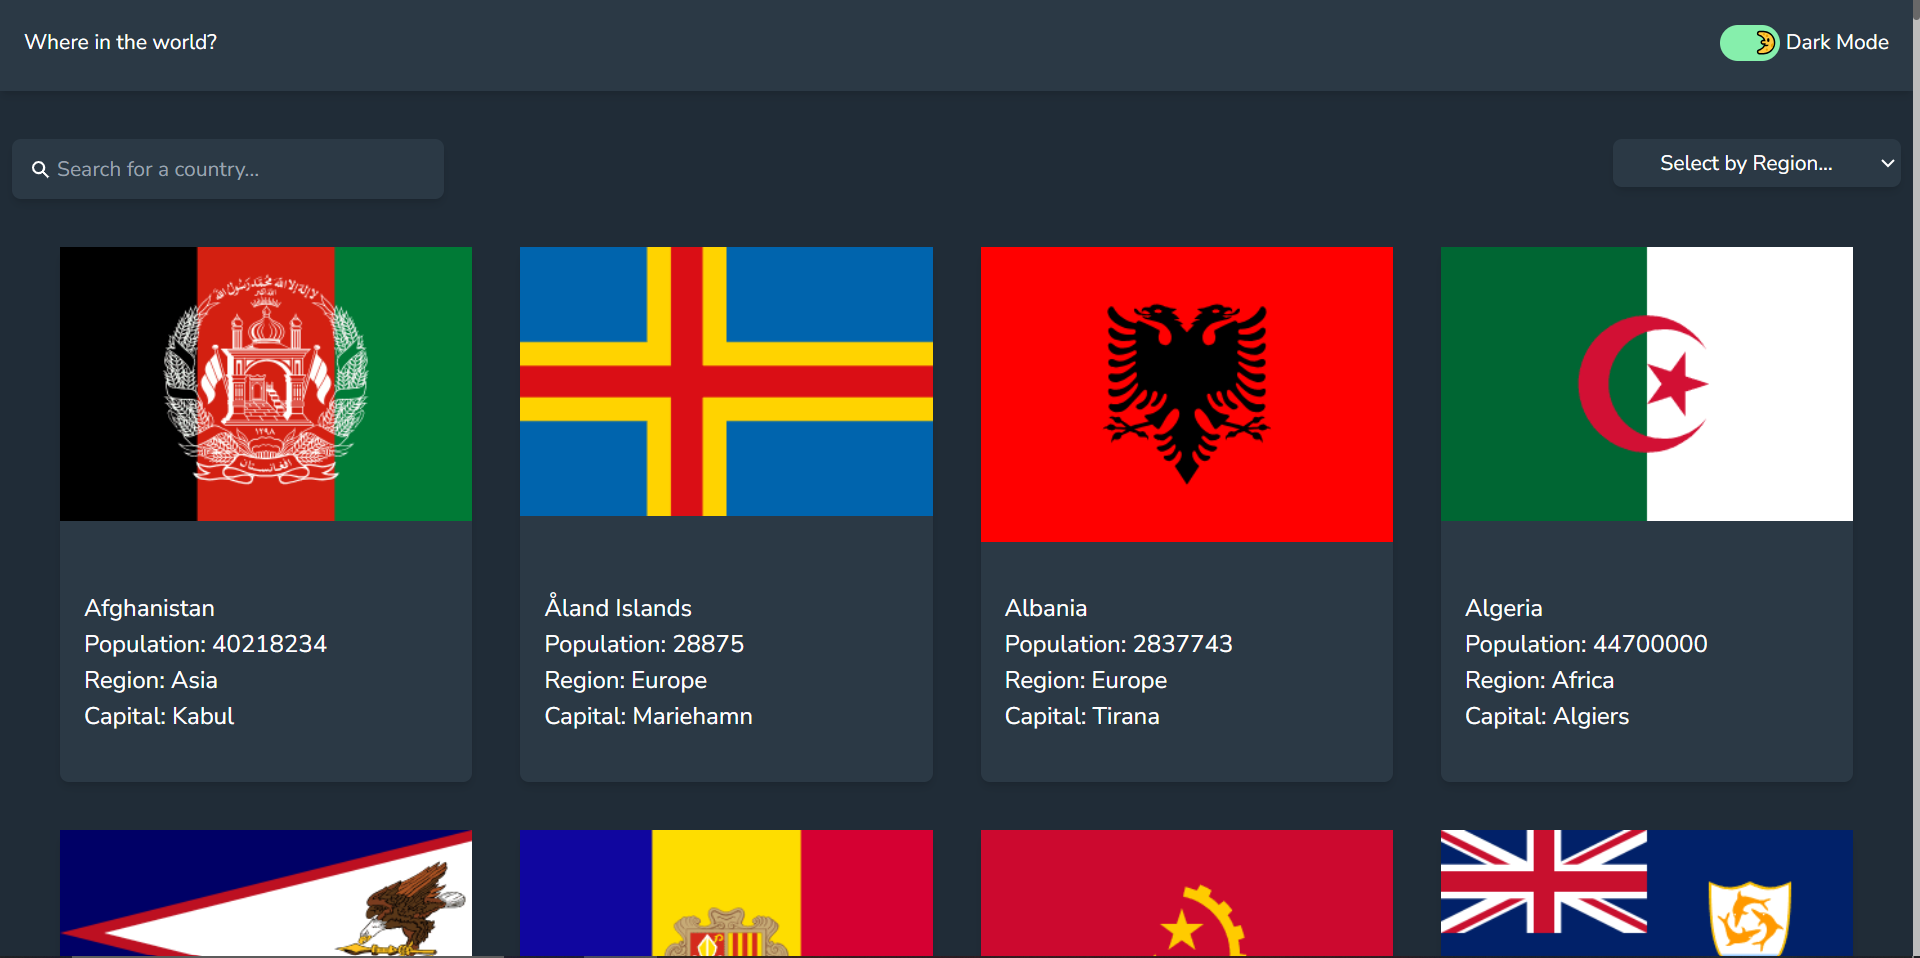 Where in the world?
Dark Mode
Search for a country...
Select by Region...
Afghanistan
Population: 40218234
Region: Asia
Capital: Kabul
Åland Islands
Population: 28875
Region: Europe
Capital: Mariehamn
Albania
Population: 2837743
Region: Europe
Capital: Tirana
Algeria
Population: 44700000
Region: Africa
Capital: Algiers